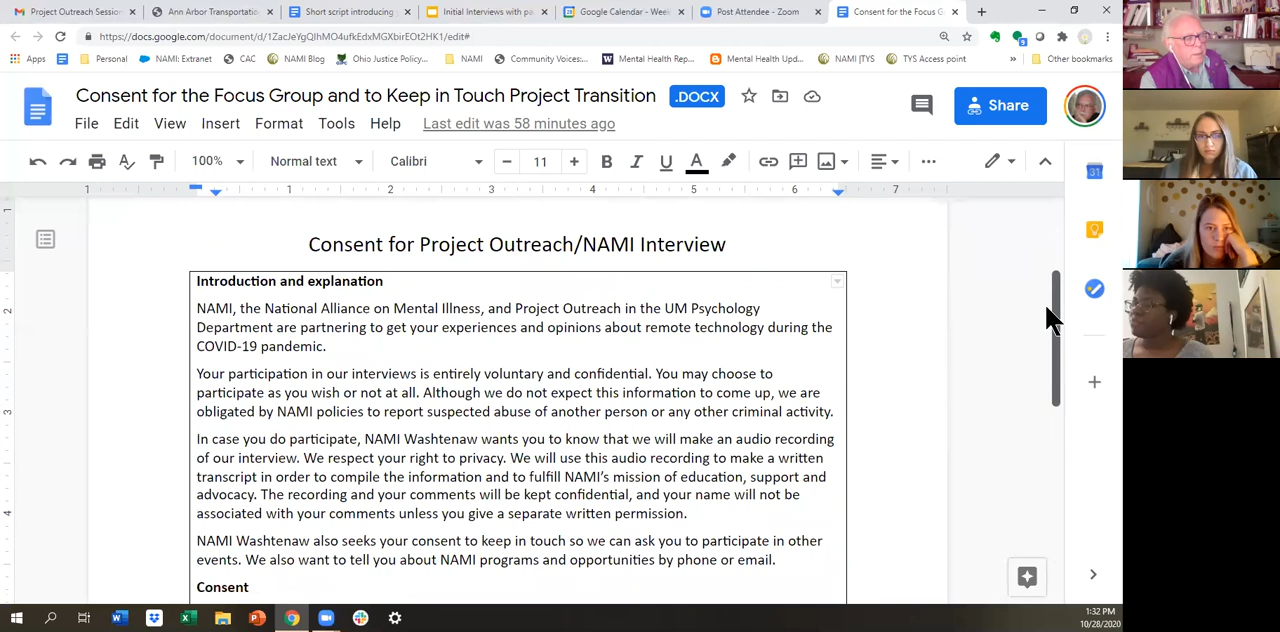 Project Outreach Session
Ann Arbor Transportation
Short script introducing
Initial Interviews with pa
Google Calendar - Week
Post Attendee - Zoom
Consent for the Focus G
https://docs.google.com/document/d/1ZacJeYgQJhMO4ufkEdxMGXbirEOt2HK1/edit#
Apps
Personal
NAMI: Extranet
CAC
NAMI Blog
Ohio Justice Policy...
NAMI
Community Voices:...
Mental Health Rep...
Mental Health Upd...
NAMI |TYS
TYS Access point
»
Other bookmarks
Consent for the Focus Group and to Keep in Touch Project Transition
.DOCX
Share
File Edit View Insert Format Tools Help Last edit was 58 minutes ago
100% Normal text Calibri − 11 + B I U A
1 1 2 3 4 5 6 7
Consent for Project Outreach/NAMI Interview
Introduction and explanation
NAMI, the National Alliance on Mental Illness, and Project Outreach in the UM Psychology
Department are partnering to get your experiences and opinions about remote technology during the
COVID-19 pandemic.
Your participation in our interviews is entirely voluntary and confidential. You may choose to
participate as you wish or not at all. Although we do not expect this information to come up, we are
obligated by NAMI policies to report suspected abuse of another person or any other criminal activity.
In case you do participate, NAMI Washtenaw wants you to know that we will make an audio recording
of our interview. We respect your right to privacy. We will use this audio recording to make a written
transcript in order to compile the information and to fulfill NAMI's mission of education, support and
advocacy. The recording and your comments will be kept confidential, and your name will not be
associated with your comments unless you give a separate written permission.
NAMI Washtenaw also seeks your consent to keep in touch so we can ask you to participate in other
events. We also want to tell you about NAMI programs and opportunities by phone or email.
Consent
1:32 PM
10/28/2020